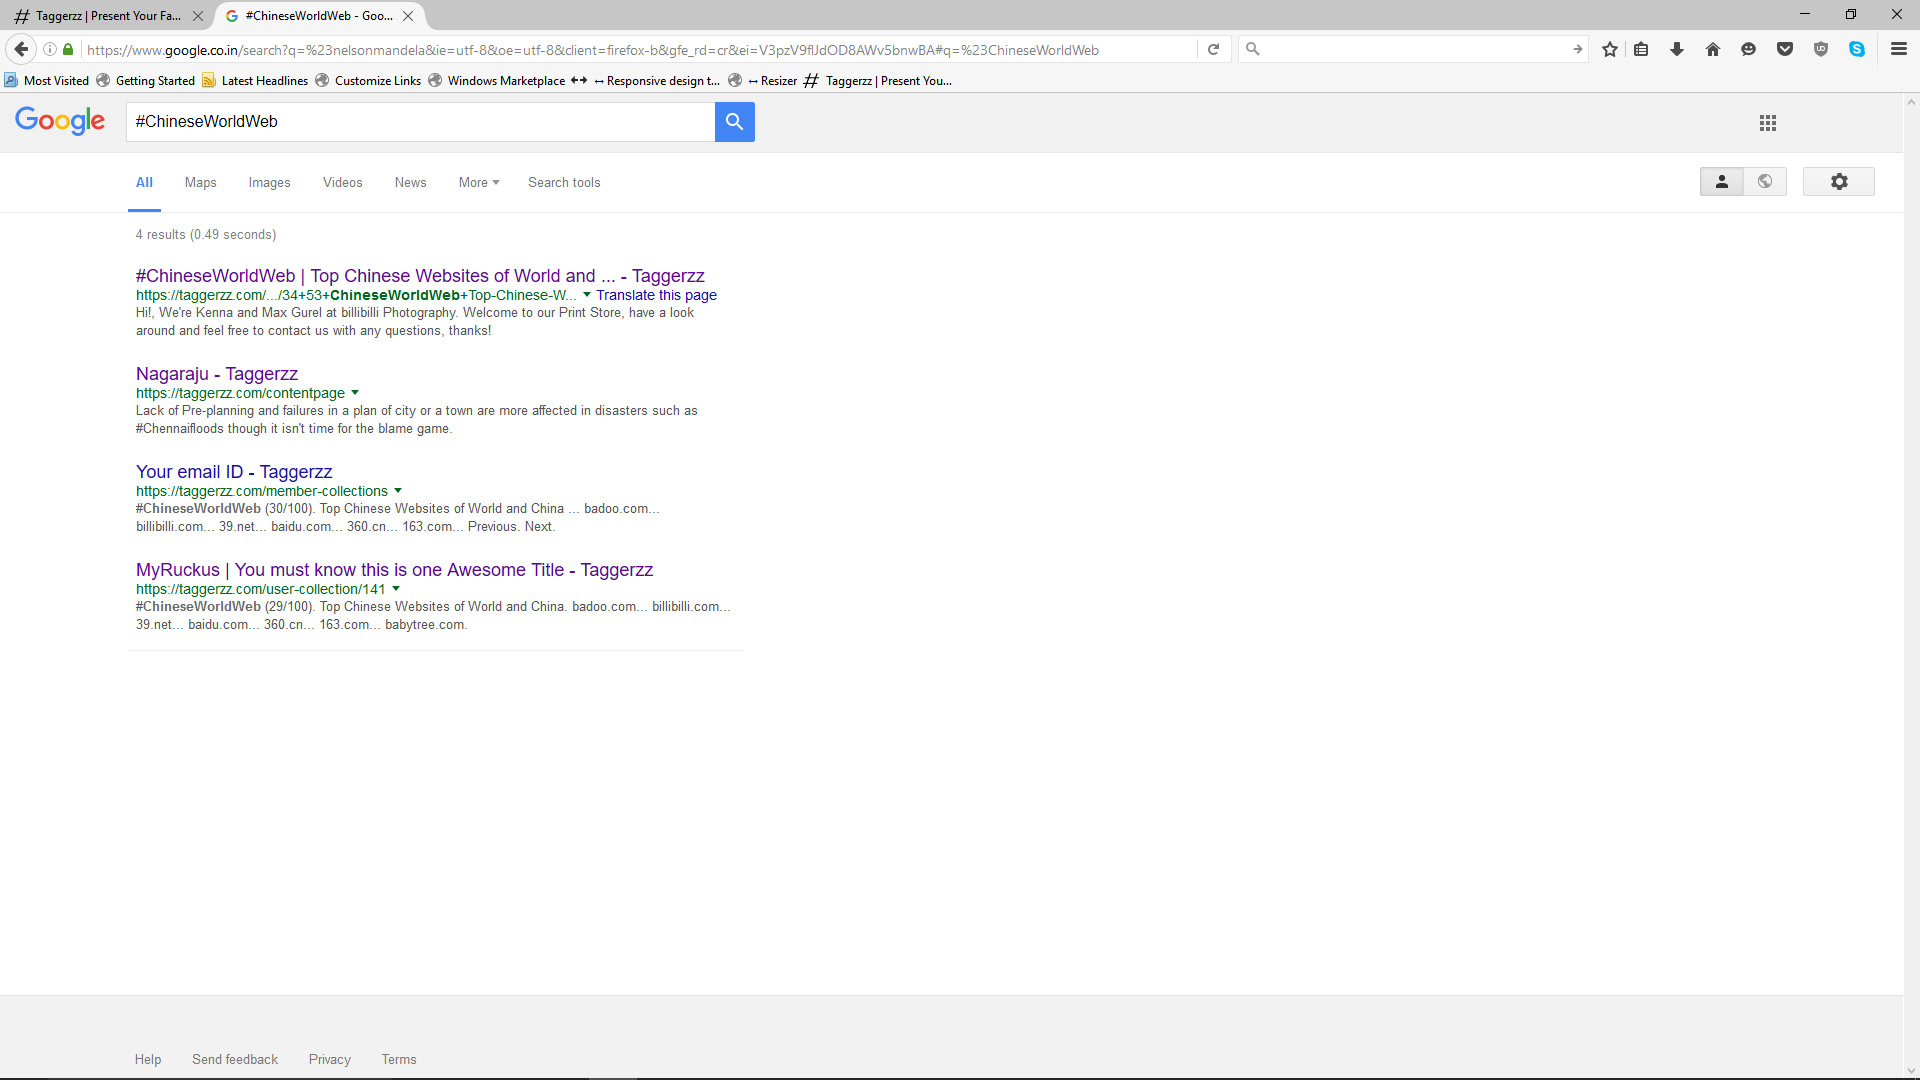 Taggerzz | Present Your Fa...
#ChineseWorldWeb - Goo...
https://www.google.co.in/search?q=%23nelsonmandela&ie=utf-8&oe=utf-8&client=firefox-b&gfe_rd=cr&ei=V3pzV9flJdOD8AWv5bnwBA#q=%23ChineseWorldWeb
Most Visited Getting Started Latest Headlines Customize Links Windows Marketplace ↔ Responsive design t... ↔ Resizer Taggerzz | Present You...
Google #ChineseWorldWeb
All Maps Images Videos News More Search tools
4 results (0.49 seconds)
#ChineseWorldWeb | Top Chinese Websites of World and ... - Taggerzz
https://taggerzz.com/.../34+53+ChineseWorldWeb+Top-Chinese-W... Translate this page
Hi!, We're Kenna and Max Gurel at billibilli Photography. Welcome to our Print Store, have a look
around and feel free to contact us with any questions, thanks!
Nagaraju - Taggerzz
https://taggerzz.com/contentpage
Lack of Pre-planning and failures in a plan of city or a town are more affected in disasters such as
#Chennaifloods though it isn't time for the blame game.
Your email ID - Taggerzz
https://taggerzz.com/member-collections
#ChineseWorldWeb (30/100). Top Chinese Websites of World and China ... badoo.com...
billibilli.com... 39.net... baidu.com... 360.cn... 163.com... Previous. Next.
MyRuckus | You must know this is one Awesome Title - Taggerzz
https://taggerzz.com/user-collection/141
#ChineseWorldWeb (29/100). Top Chinese Websites of World and China. badoo.com... billibilli.com...
39.net... baidu.com... 360.cn... 163.com... babytree.com.
Help Send feedback Privacy Terms